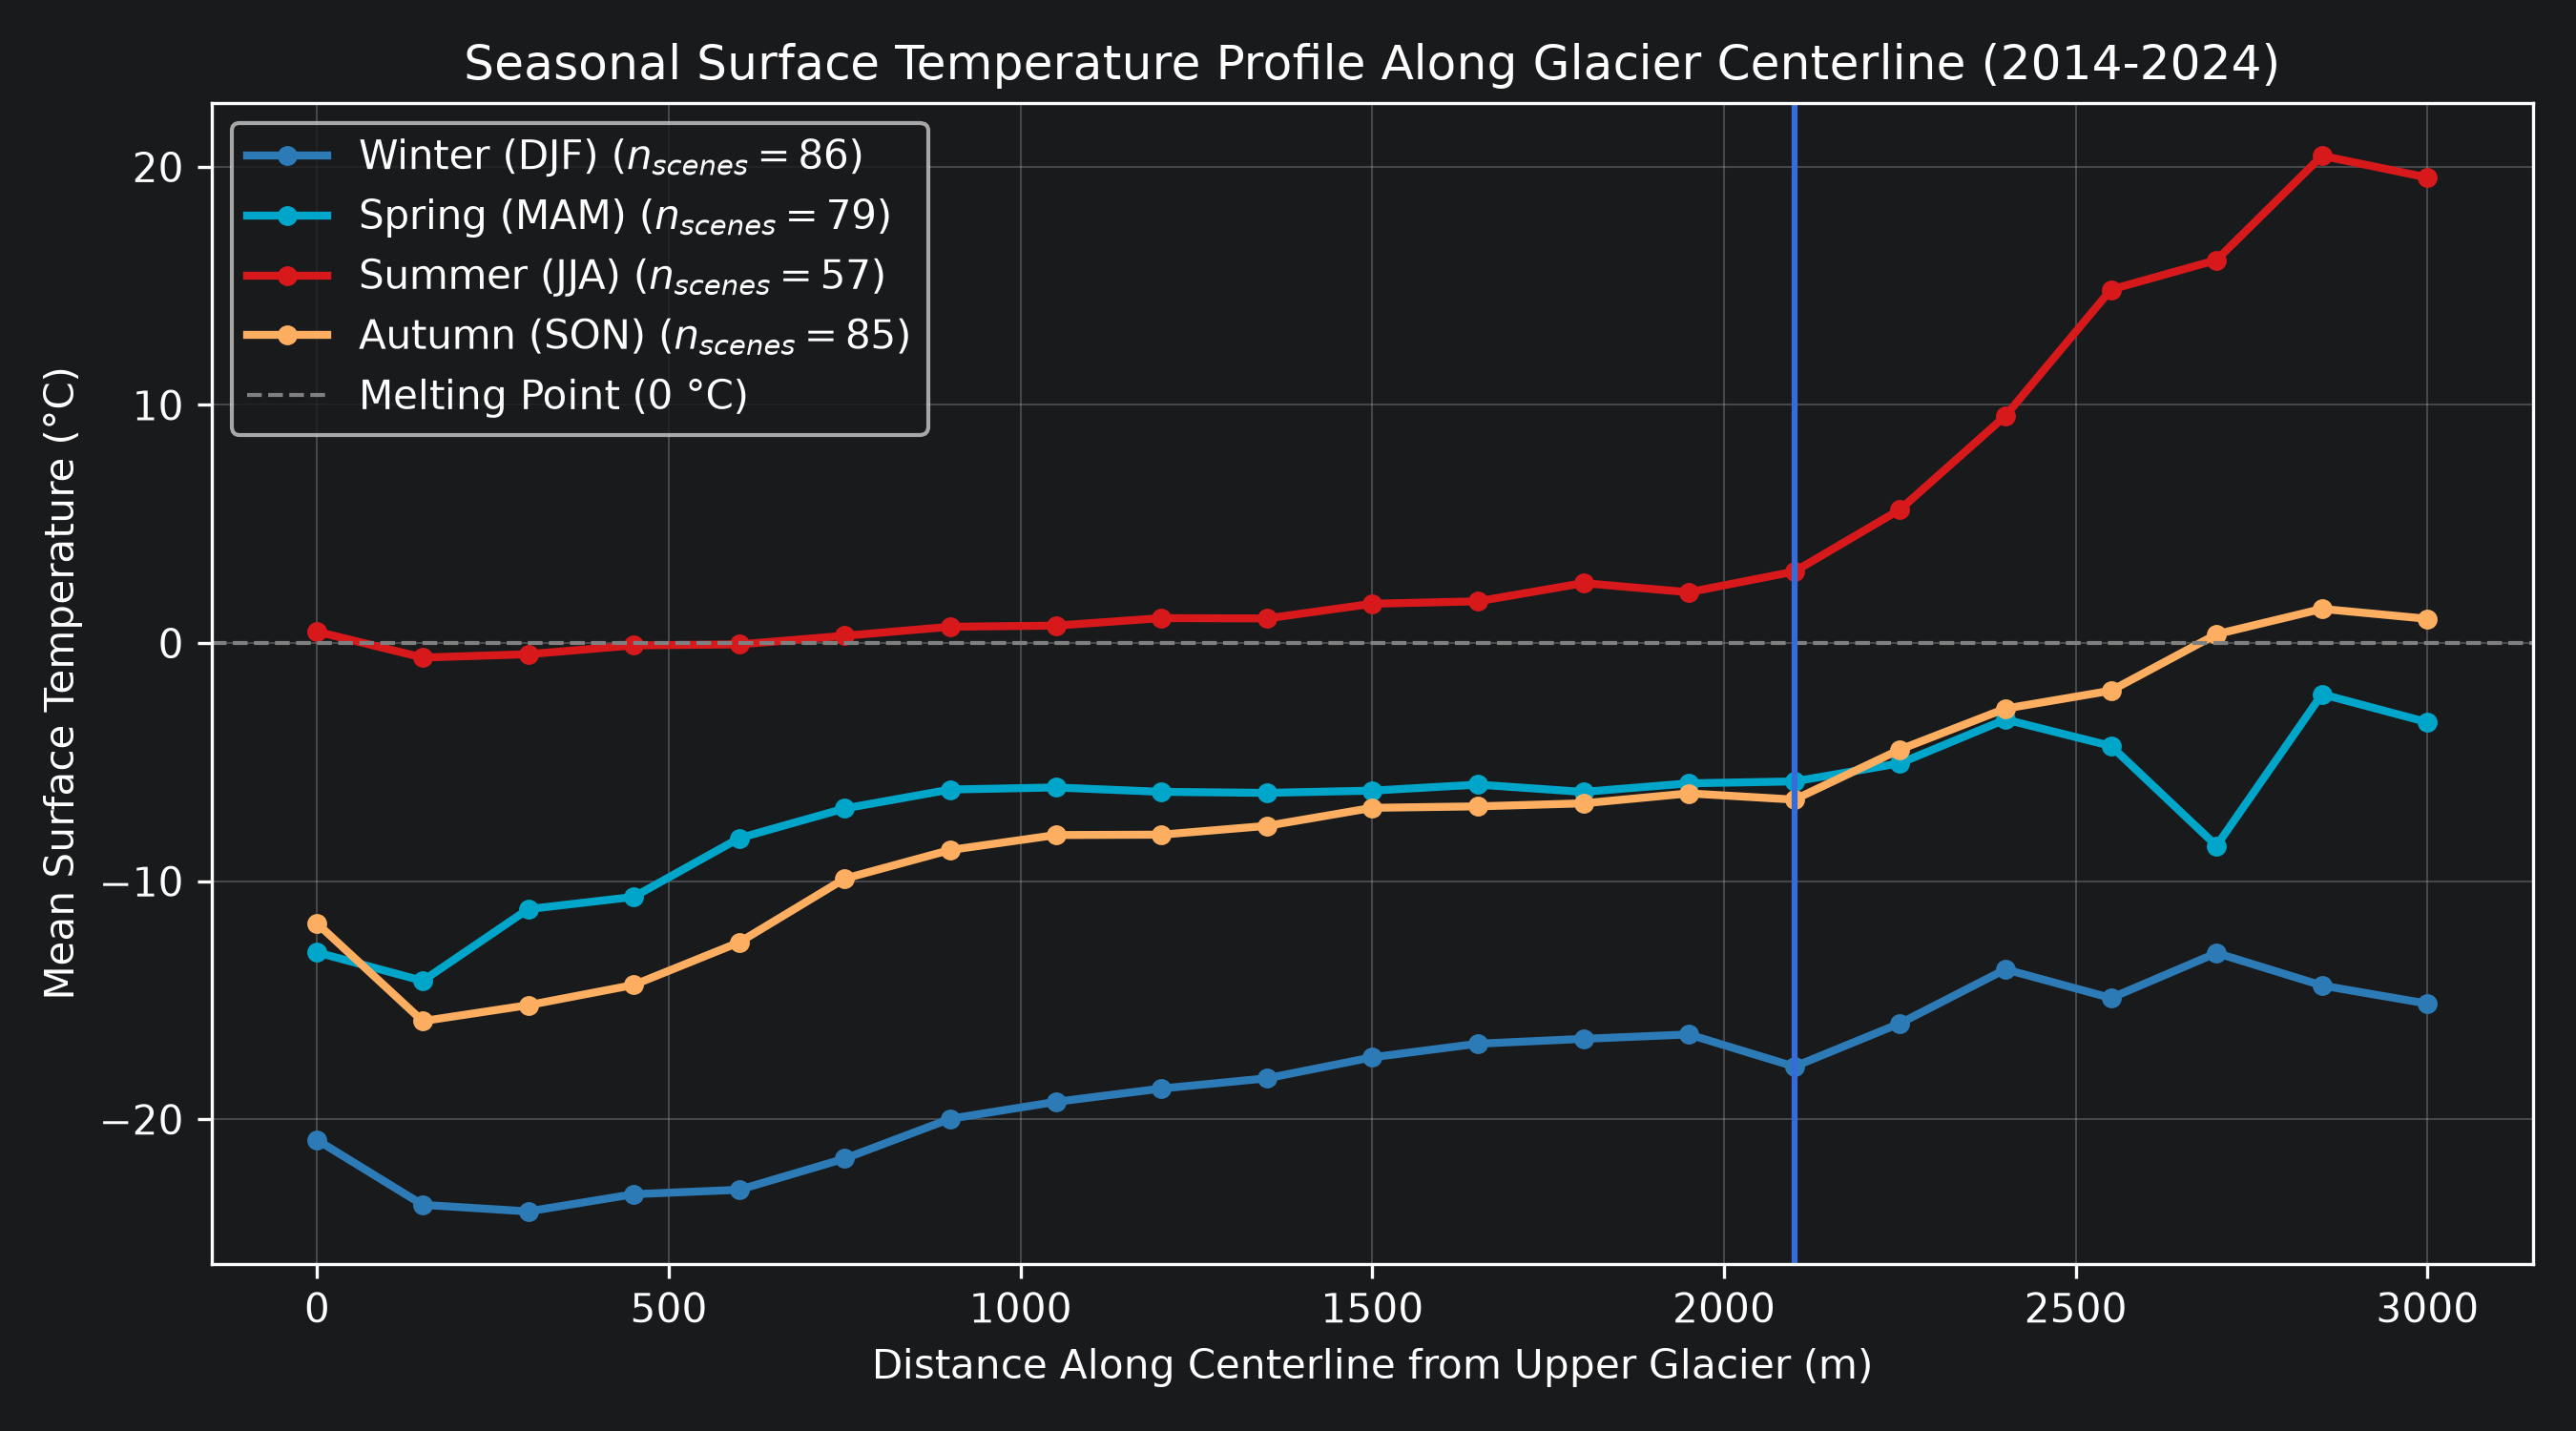 Seasonal Surface Temperature Profile Along Glacier Centerline (2014-2024)
Winter (DJF) (n_scenes = 86)
Spring (MAM) (n_scenes = 79)
Summer (JJA) (n_scenes = 57)
Autumn (SON) (n_scenes = 85)
Melting Point (0 °C)
Mean Surface Temperature (°C)
20
10
0
−10
−20
0 500 1000 1500 2000 2500 3000
Distance Along Centerline from Upper Glacier (m)